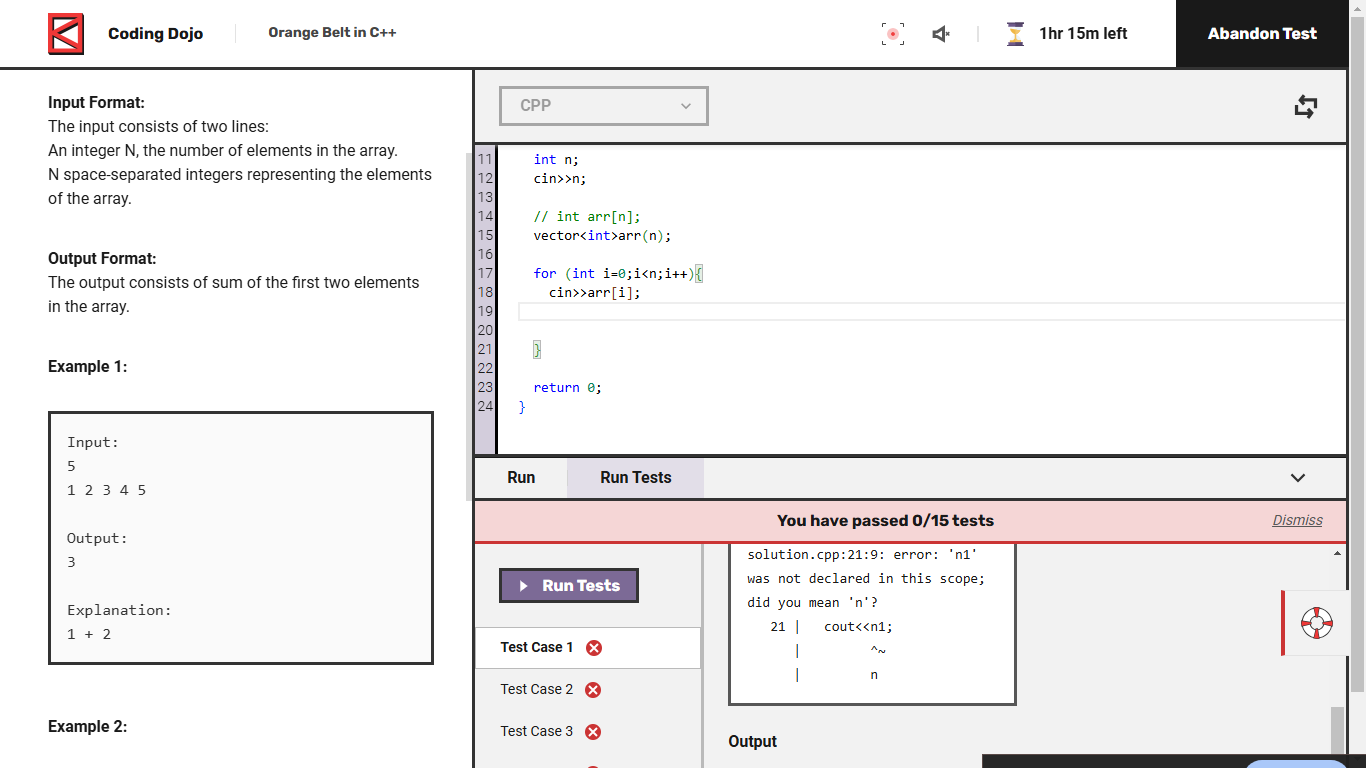 Coding Dojo
Orange Belt in C++
1hr 15m left
Abandon Test
Input Format:
The input consists of two lines:
An integer N, the number of elements in the array.
N space-separated integers representing the elements
of the array.
Output Format:
The output consists of sum of the first two elements
in the array.
Example 1:
Input:
5
1 2 3 4 5
Output:
3
Explanation:
1 + 2
Example 2:
CPP
11 int n;
12 cin>>n;
13
14 // int arr[n];
15 vector<int>arr(n);
16
17 for (int i=0;i<n;i++){
18 cin>>arr[i];
19
20
21 }
22
23 return 0;
24 }
Run
Run Tests
You have passed 0/15 tests
Dismiss
Run Tests
Test Case 1
Test Case 2
Test Case 3
solution.cpp:21:9: error: 'n1'
was not declared in this scope;
did you mean 'n'?
21 | cout<<n1;
| ^~
| n
Output